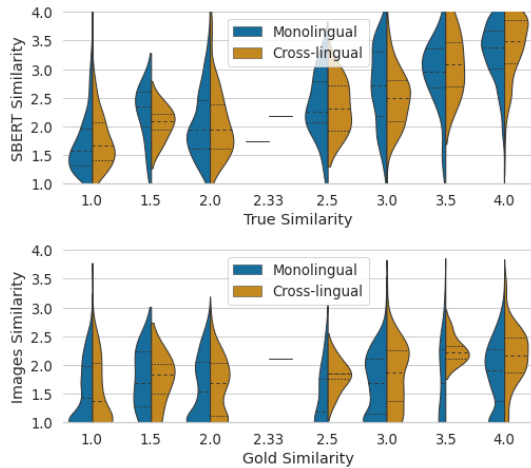 4.0
3.5
3.0
2.5
2.0
1.5
1.0
SBERT Similarity
Monolingual
Cross-lingual
1.0 1.5 2.0 2.33 2.5 3.0 3.5 4.0
True Similarity
4.0
3.5
3.0
2.5
2.0
1.5
1.0
Images Similarity
Monolingual
Cross-lingual
1.0 1.5 2.0 2.33 2.5 3.0 3.5 4.0
Gold Similarity